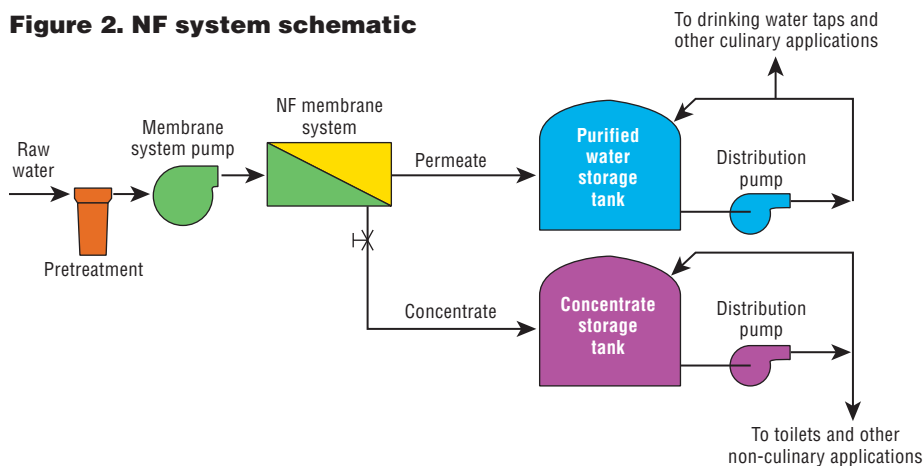 Figure 2. NF system schematic
To drinking water taps and
other culinary applications
NF membrane
system
Membrane
system pump
Raw
water
Permeate
Purified
water
storage
tank
Distribution
pump
Pretreatment
Concentrate
Concentrate
storage
tank
Distribution
pump
To toilets and other
non-culinary applications